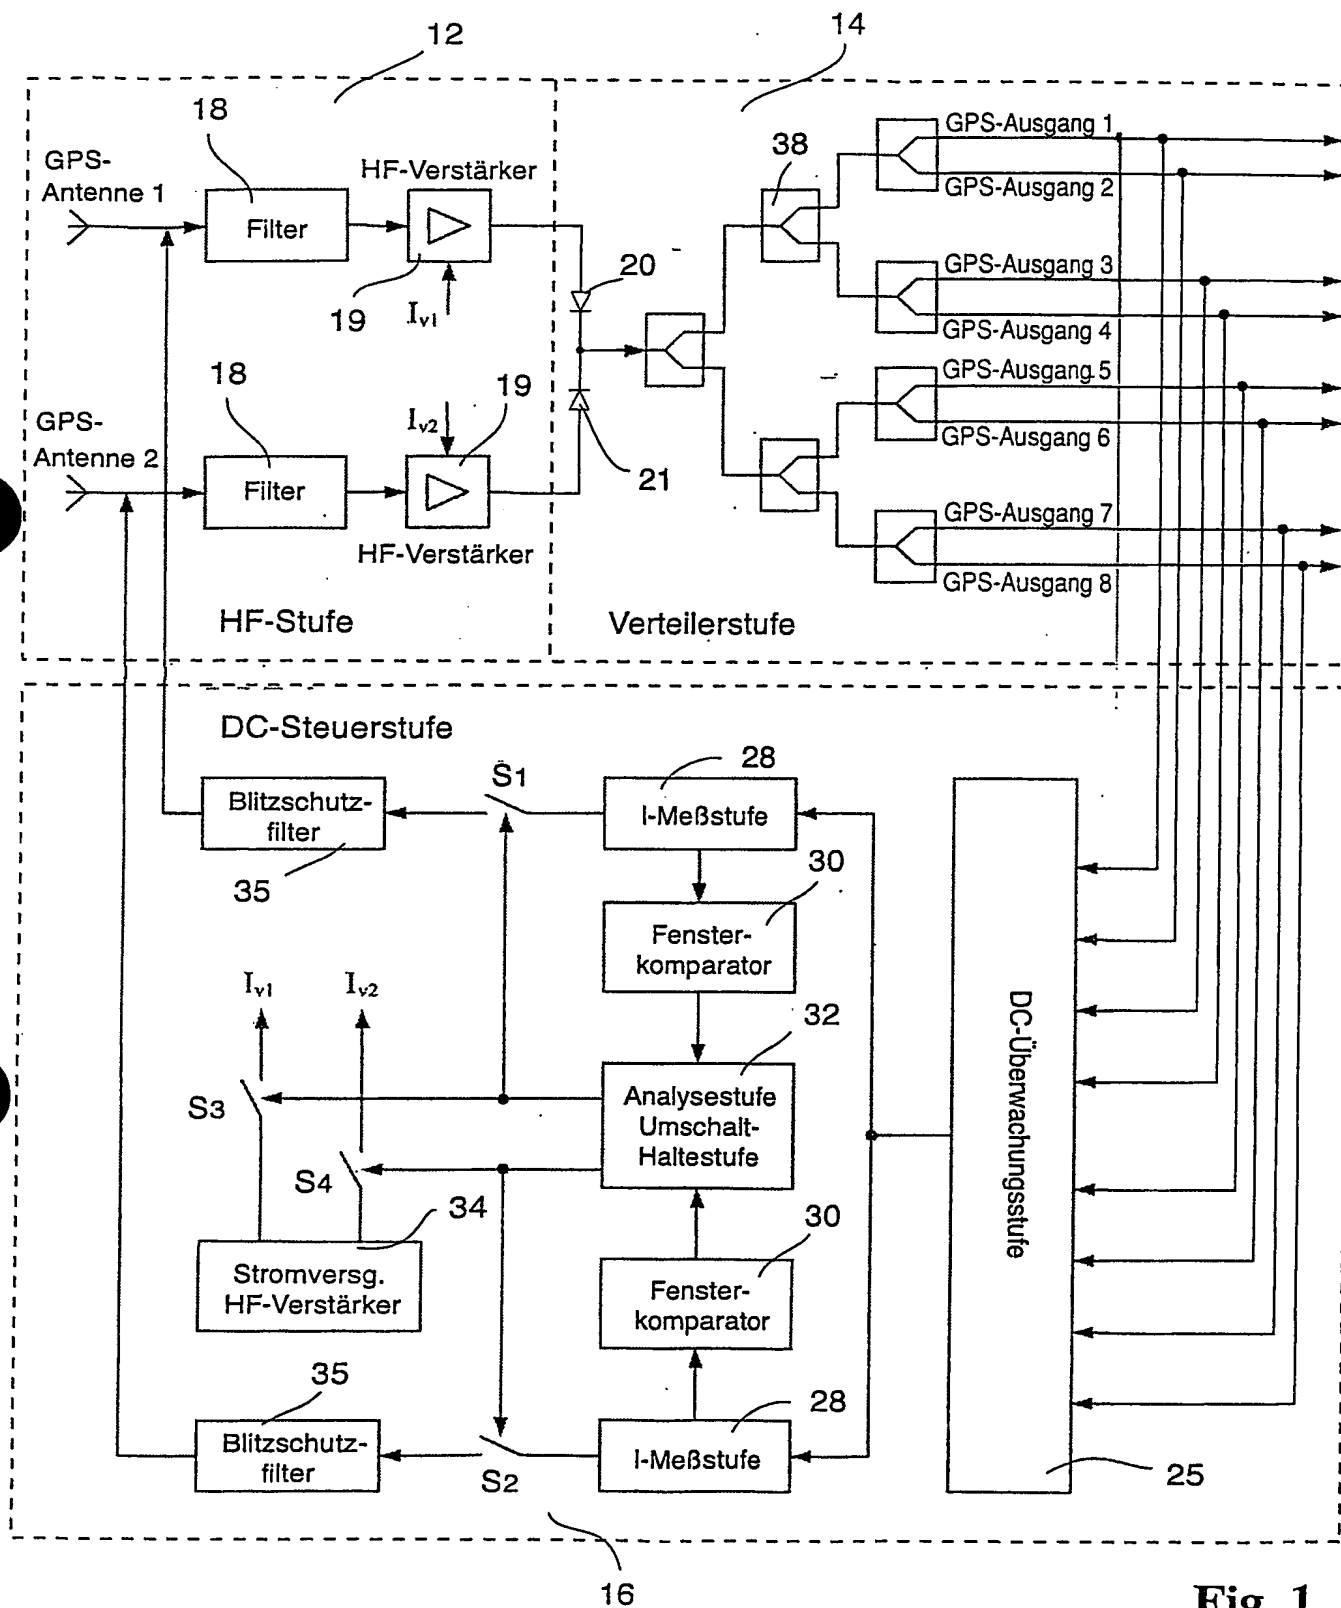 12
14
18
GPS-
Antenne 1
HF-Verstärker
38
GPS-Ausgang 1
GPS-Ausgang 2
Filter
19
Iv1
20
GPS-Ausgang 3
GPS-Ausgang 4
18
GPS-
Antenne 2
Iv2
19
21
GPS-Ausgang 5
GPS-Ausgang 6
Filter
HF-Verstärker
GPS-Ausgang 7
GPS-Ausgang 8
HF-Stufe
Verteilerstufe
DC-Steuerstufe
Blitzschutz-
filter
35
S1
28
I-Meßstufe
30
Fenster-
komparator
Iv1
Iv2
32
S3
S4
Analysestufe
Umschalt-
Haltestufe
DC-Überwachungsstufe
34
Stromversg.
HF-Verstärker
30
Fenster-
komparator
35
Blitzschutz-
filter
S2
28
I-Meßstufe
25
16
Fig. 1